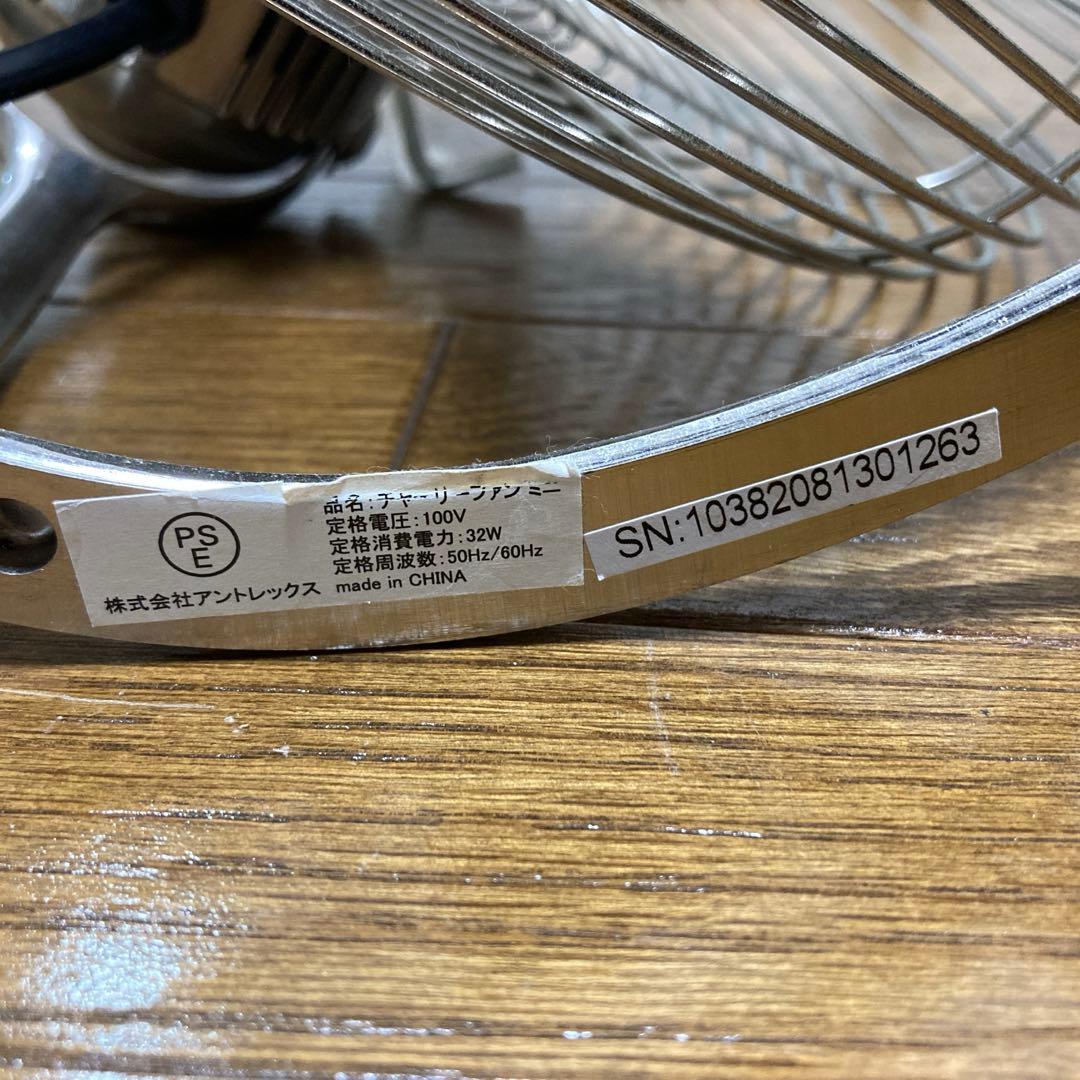 PS
E
株式会社アントレックス
品名:チャーリーファン ミニ
定格電圧:100V
定格消費電力:32W
定格周波数:50Hz/60Hz
made in CHINA
SN:10382081301263